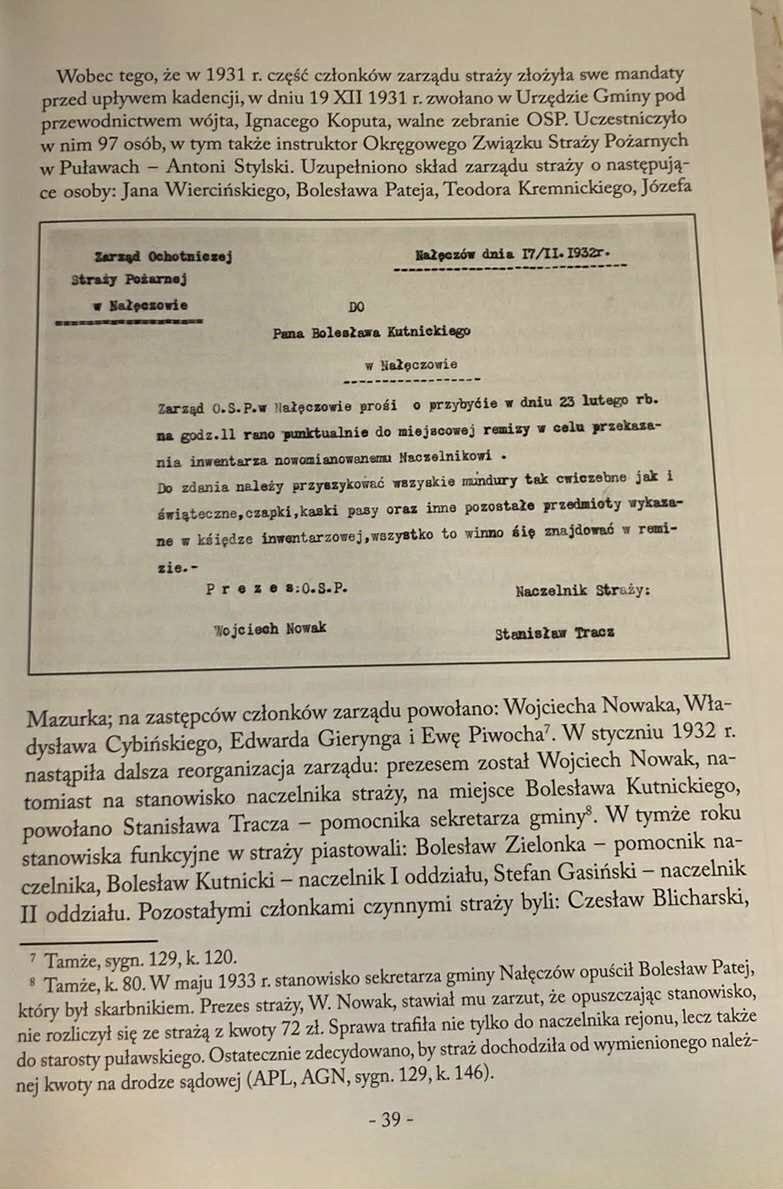 Wobec tego, że w 1931 r. część członków zarządu straży złożyła swe mandaty
przed upływem kadencji, w dniu 19 XII 1931 r. zwołano w Urzędzie Gminy pod
przewodnictwem wójta, Ignacego Koputa, walne zebranie OSP. Uczestniczyło
w nim 97 osób, w tym także instruktor Okręgowego Związku Straży Pożarnych
w Puławach – Antoni Stylski. Uzupełniono skład zarządu straży o następują-
ce osoby: Jana Wiercińskiego, Bolesława Pateja, Teodora Kremnickiego, Józefa
Zarząd Ochotniczej
Straży Pożarnej
w Nałęczowie
Nałęczów dnia I7/II. I932r.
DO
Pana Bolesława Kutnickiego
w Nałęczowie
Zarząd O.S.P.w Nałęczowie prośi o przybyćie w dniu 23 lutego rb.
na godz.11 rano punktualnie do miejscowej remizy w celu przekaza-
nia inwentarza nowomianowanemu Naczelnikowi .
Do zdania należy przyszykować wszyskie mundury tak cwiczebne jak i
świąteczne,czapki,kaski pasy oraz inne pozostałe przedmioty wykaza-
ne w kśiędze inwentarzowej,wszystko to winno śię znajdować w remi-
zie.-
P r e z e s:O.S.P.
Naczelnik Straży:
Wojciech Nowak
Stanisław Tracz
Mazurka; na zastępców członków zarządu powołano: Wojciecha Nowaka, Wła-
dysława Cybińskiego, Edwarda Gierynga i Ewę Piwocha⁷. W styczniu 1932 r.
nastąpiła dalsza reorganizacja zarządu: prezesem został Wojciech Nowak, na-
tomiast na stanowisko naczelnika straży, na miejsce Bolesława Kutnickiego,
powołano Stanisława Tracza – pomocnika sekretarza gminy⁸. W tymże roku
stanowiska funkcyjne w straży piastowali: Bolesław Zielonka – pomocnik na-
czelnika, Bolesław Kutnicki – naczelnik I oddziału, Stefan Gasiński – naczelnik
II oddziału. Pozostałymi członkami czynnymi straży byli: Czesław Blicharski,
⁷ Tamże, sygn. 129, k. 120.
⁸ Tamże, k. 80. W maju 1933 r. stanowisko sekretarza gminy Nałęczów opuścił Bolesław Patej,
który był skarbnikiem. Prezes straży, W. Nowak, stawiał mu zarzut, że opuszczając stanowisko,
nie rozliczył się ze strażą z kwoty 72 zł. Sprawa trafiła nie tylko do naczelnika rejonu, lecz także
do starosty puławskiego. Ostatecznie zdecydowano, by straż dochodziła od wymienionego należ-
nej kwoty na drodze sądowej (APL, AGN, sygn. 129, k. 146).
- 39 -